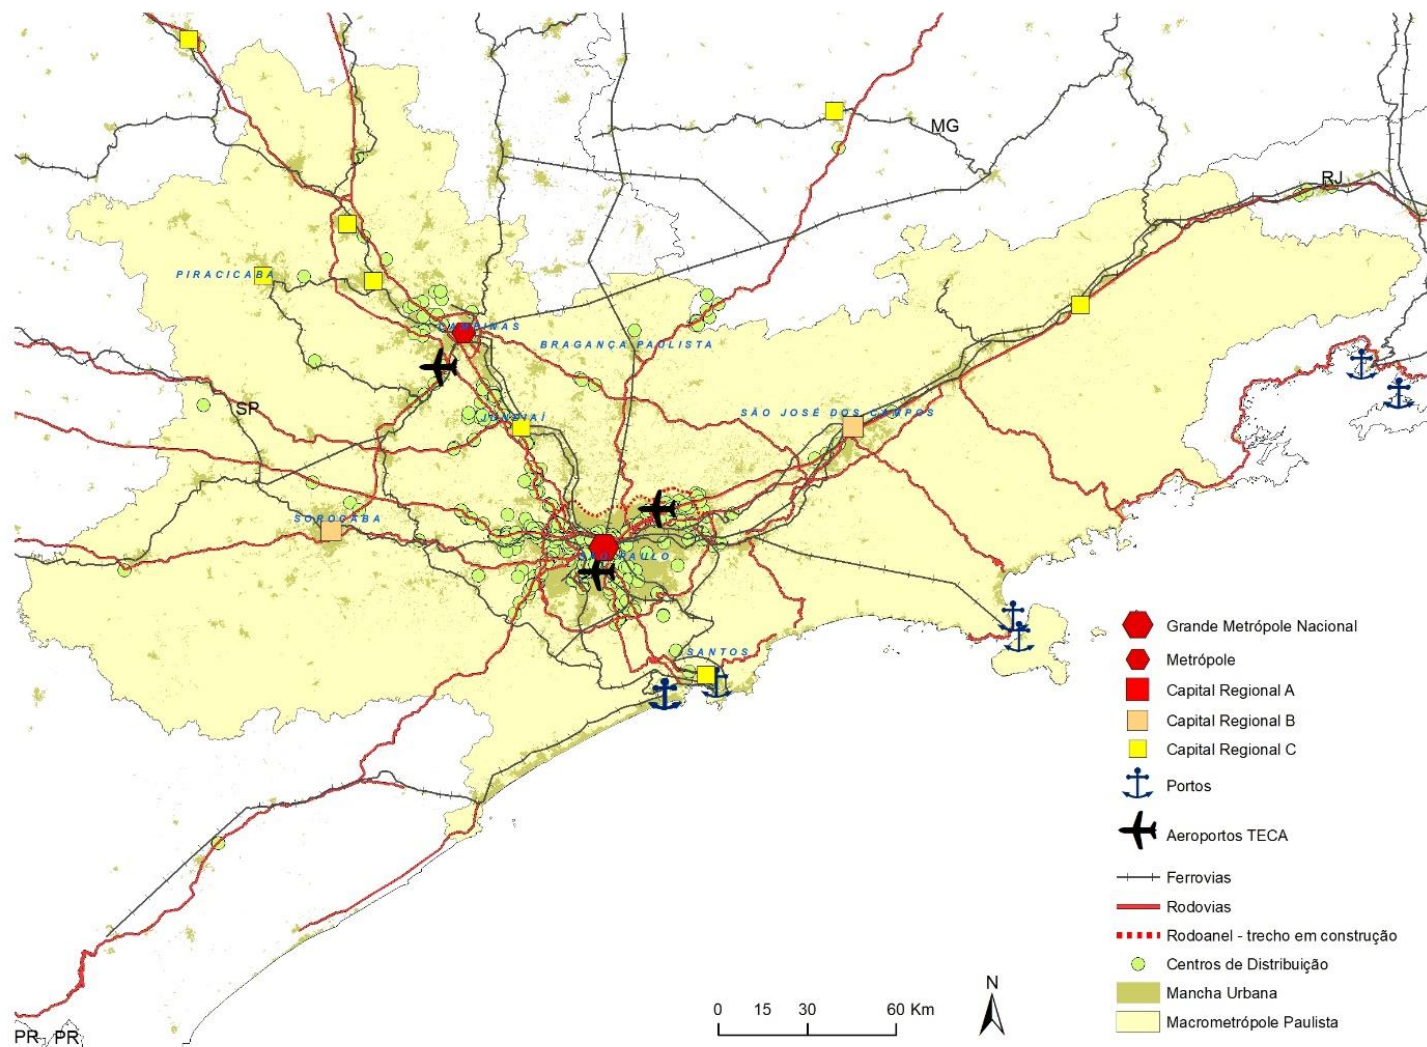 MG
RJ
PIRACICABA
CAMPINAS
BRAGANÇA PAULISTA
SP
JUNDIAÍ
SÃO JOSÉ DOS CAMPOS
SOROCABA
SÃO PAULO
SANTOS
Grande Metrópole Nacional
Metrópole
Capital Regional A
Capital Regional B
Capital Regional C
Portos
Aeroportos TECA
Ferrovias
Rodovias
Rodoanel - trecho em construção
Centros de Distribuição
Mancha Urbana
Macrometrópole Paulista
N
0 15 30 60 Km
PR PR